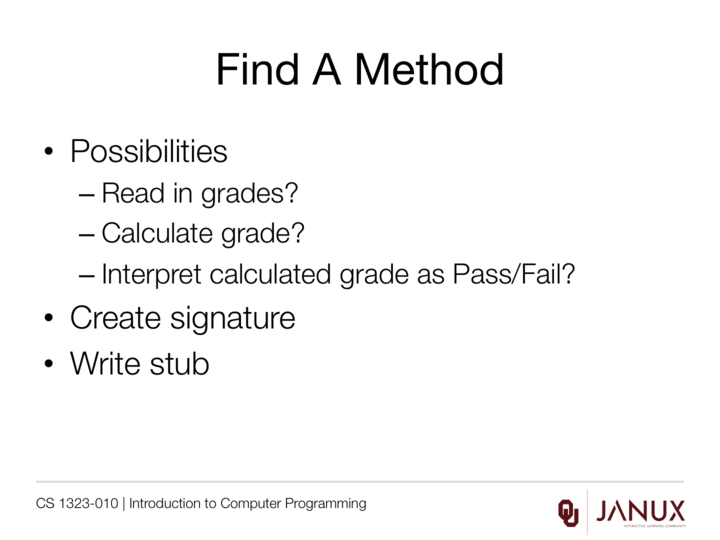 Find A Method
• Possibilities
– Read in grades?
– Calculate grade?
– Interpret calculated grade as Pass/Fail?
• Create signature
• Write stub
CS 1323-010 | Introduction to Computer Programming
OU JANUX
INTERACTIVE LEARNING COMMUNITY